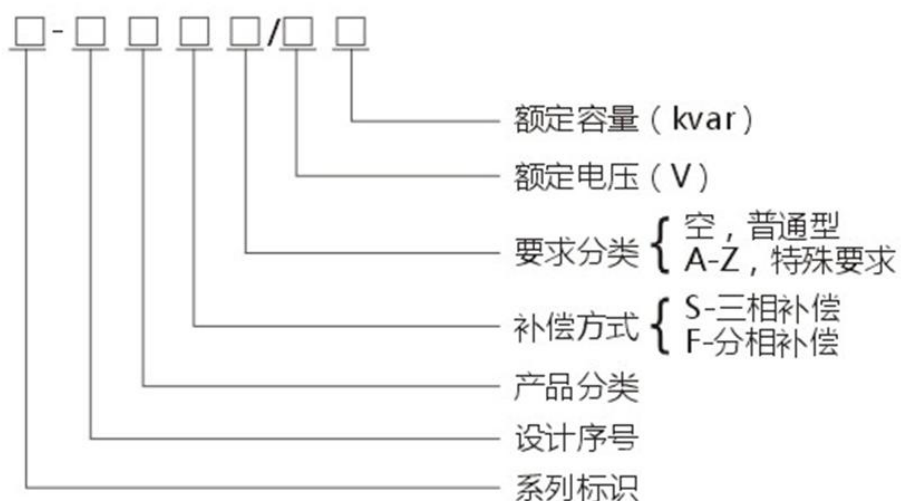 □-□□□□/□□
额定容量（kvar）
额定电压（V）
要求分类{空，普通型
A-Z，特殊要求
补偿方式{S-三相补偿
F-分相补偿
产品分类
设计序号
系列标识